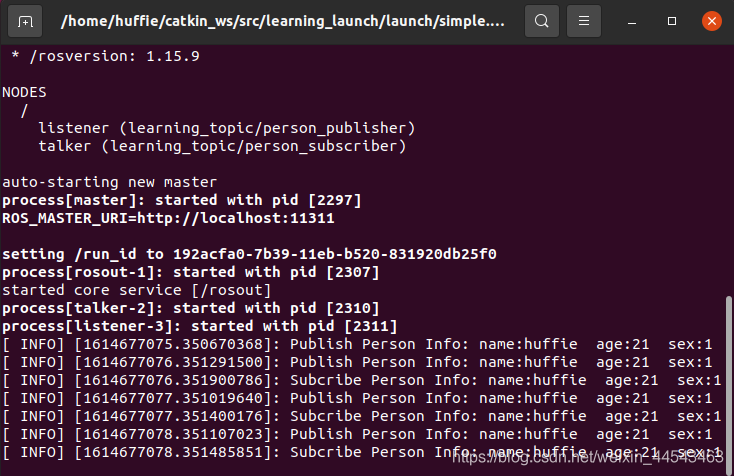 /home/huffie/catkin_ws/src/learning_launch/launch/simple....
* /rosversion: 1.15.9
NODES
/
listener (learning_topic/person_publisher)
talker (learning_topic/person_subscriber)
auto-starting new master
process[master]: started with pid [2297]
ROS_MASTER_URI=http://localhost:11311
setting /run_id to 192acfa0-7b39-11eb-b520-831920db25f0
process[rosout-1]: started with pid [2307]
started core service [/rosout]
process[talker-2]: started with pid [2310]
process[listener-3]: started with pid [2311]
[ INFO] [1614677075.350670368]: Publish Person Info: name:huffie  age:21  sex:1
[ INFO] [1614677076.351291500]: Publish Person Info: name:huffie  age:21  sex:1
[ INFO] [1614677076.351900786]: Subcribe Person Info: name:huffie  age:21  sex:1
[ INFO] [1614677077.351019640]: Publish Person Info: name:huffie  age:21  sex:1
[ INFO] [1614677077.351400176]: Subcribe Person Info: name:huffie  age:21  sex:1
[ INFO] [1614677078.351107023]: Publish Person Info: name:huffie  age:21  sex:1
[ INFO] [1614677078.351485851]: Subcribe Person Info: name:huffie  age:21  sex:1